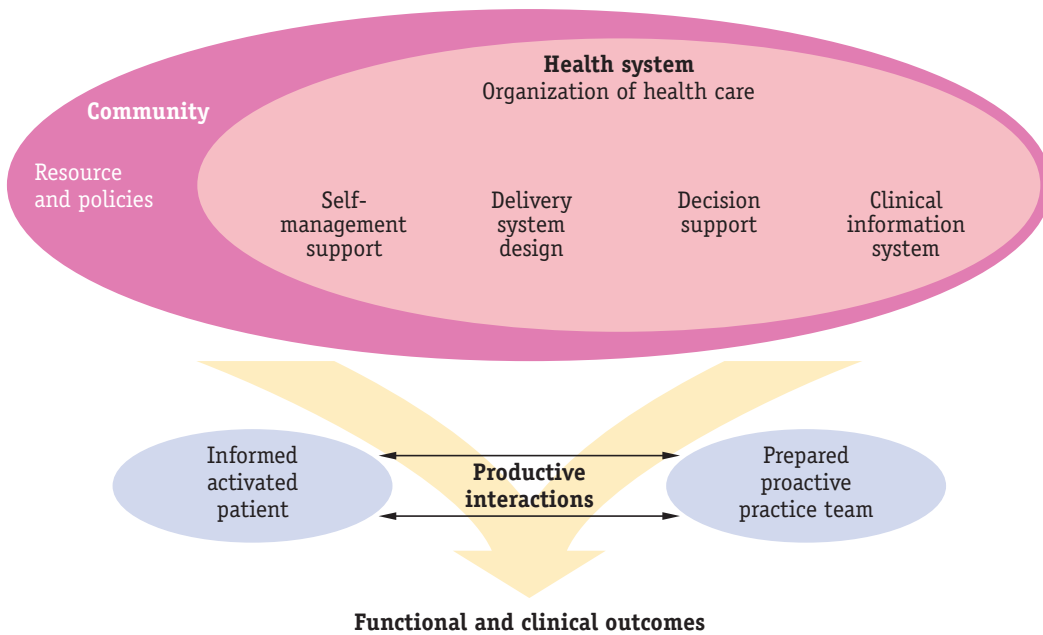 Health system
Organization of health care
Community
Resource
and policies
Self-
management
support
Delivery
system
design
Decision
support
Clinical
information
system
Informed
activated
patient
Productive
interactions
Prepared
proactive
practice team
Functional and clinical outcomes